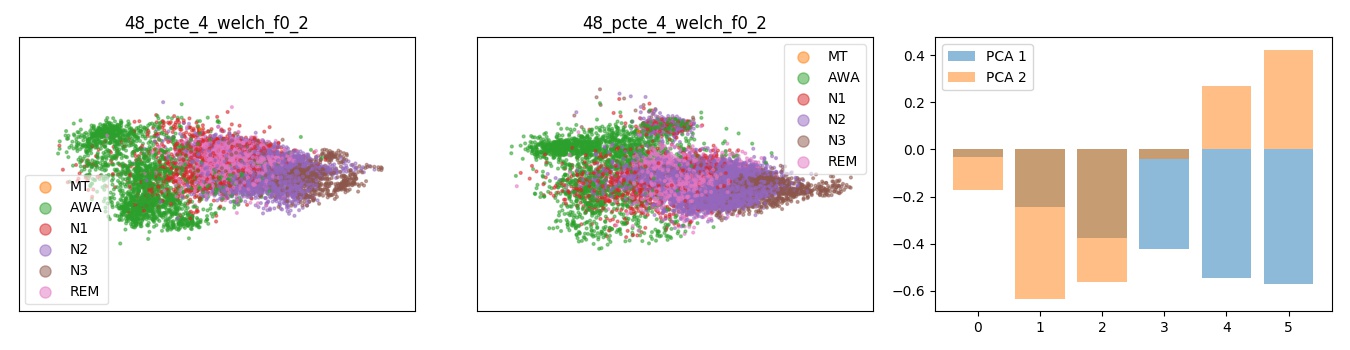 48_pcte_4_welch_f0_2
MT
AWA
N1
N2
N3
REM
48_pcte_4_welch_f0_2
MT
AWA
N1
N2
N3
REM
PCA 1
PCA 2
0.4
0.2
0.0
−0.2
−0.4
−0.6
0 1 2 3 4 5